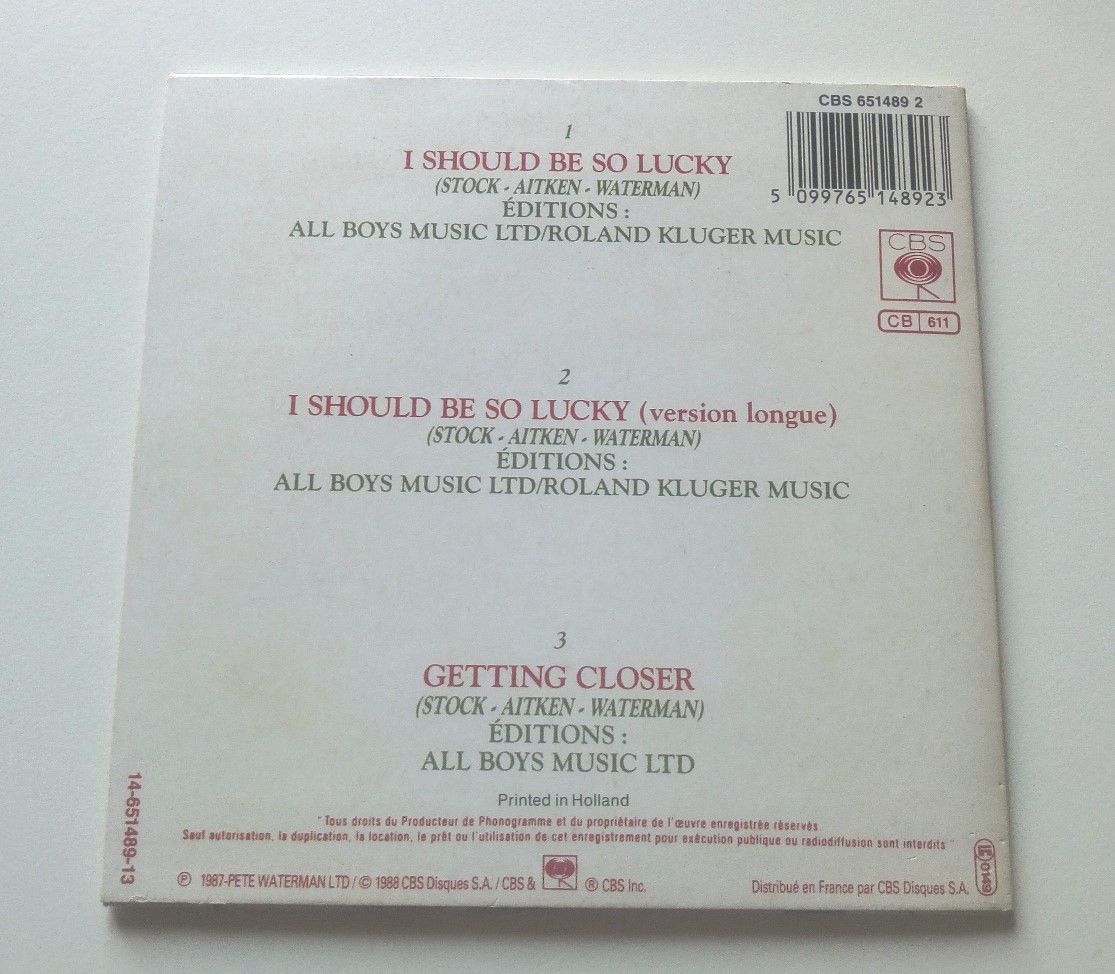 CBS 651489 2
5 099765 148923
CBS
CB 611
1
I SHOULD BE SO LUCKY
(STOCK - AITKEN - WATERMAN)
ÉDITIONS :
ALL BOYS MUSIC LTD/ROLAND KLUGER MUSIC
2
I SHOULD BE SO LUCKY (version longue)
(STOCK - AITKEN - WATERMAN)
ÉDITIONS :
ALL BOYS MUSIC LTD/ROLAND KLUGER MUSIC
3
GETTING CLOSER
(STOCK - AITKEN - WATERMAN)
ÉDITIONS :
ALL BOYS MUSIC LTD
Printed in Holland
"Tous droits du Producteur de Phonogramme et du propriétaire de l'œuvre enregistrée réservés.
Sauf autorisation, la duplication, la location, le prêt ou l'utilisation de cet enregistrement pour exécution publique ou radiodiffusion sont interdits"
℗ 1987-PETE WATERMAN LTD / © 1988 CBS Disques S.A. / CBS & ® CBS Inc.
Distribué en France par CBS Disques S.A.
LC 0149
14-651489-13